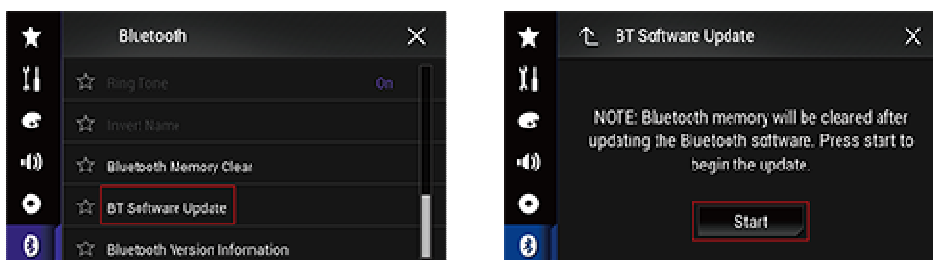 Bluetooth
Ring Tone On
Invert Name
Bluetooth Memory Clear
BT Software Update
Bluetooth Version Information
BT Software Update
NOTE: Bluetooth memory will be cleared after
updating the Bluetooth software. Press start to
begin the update.
Start